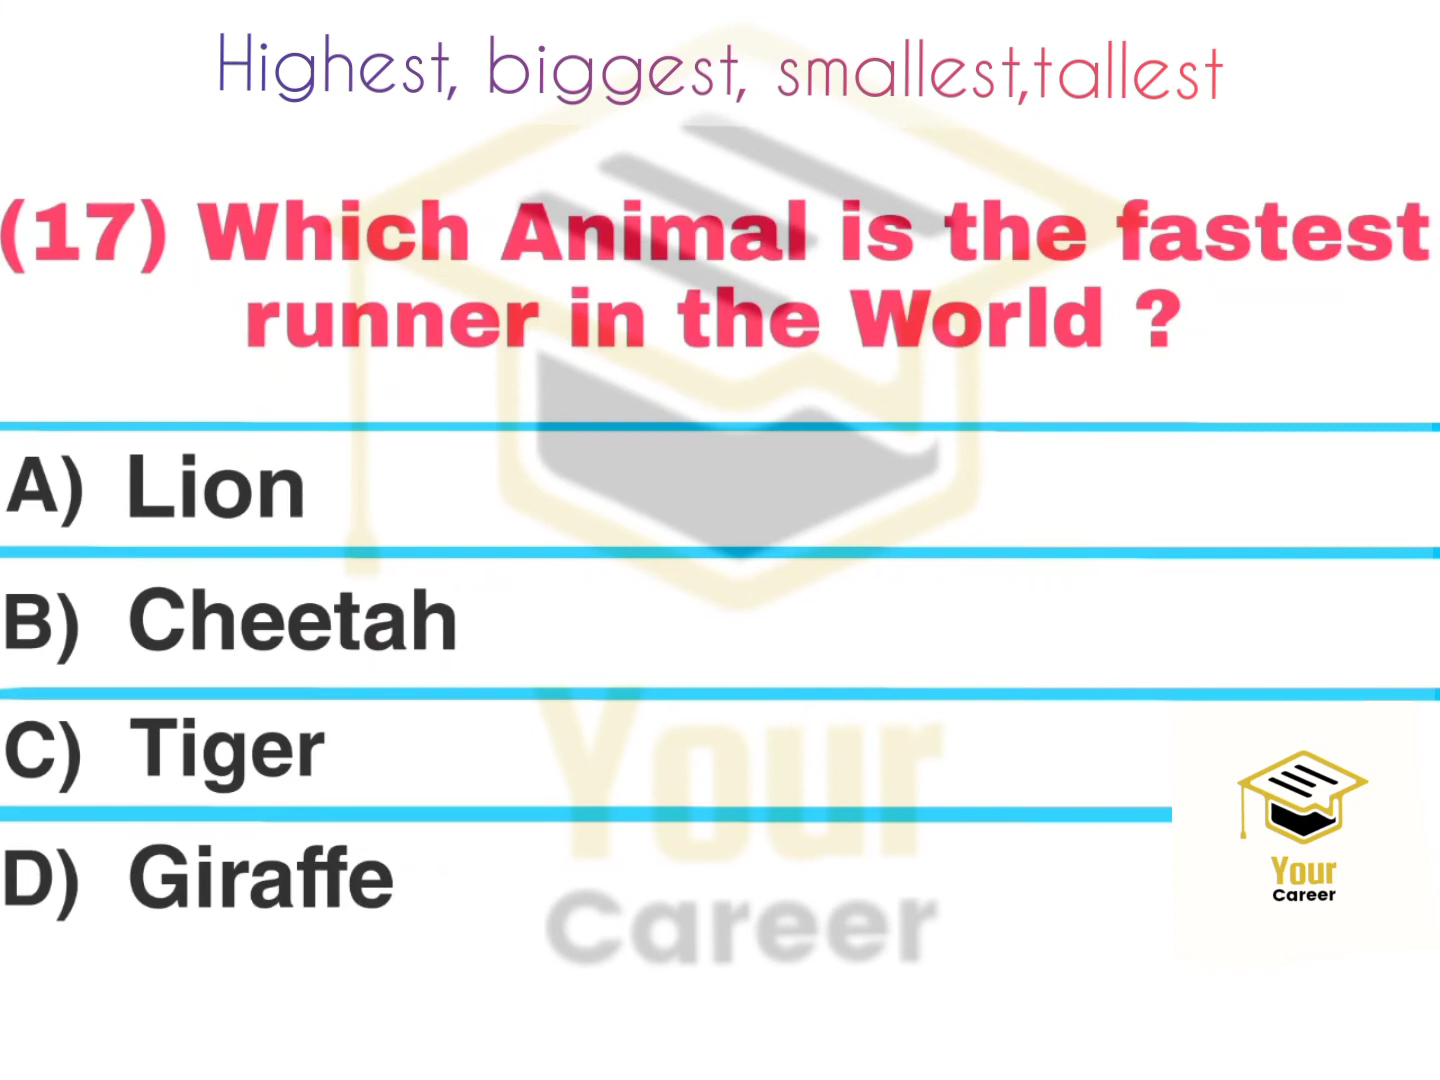 Highest, biggest, smallest,tallest
(17) Which Animal is the fastest
runner in the World ?
A) Lion
B) Cheetah
C) Tiger
D) Giraffe
Your
Career
Your
Career